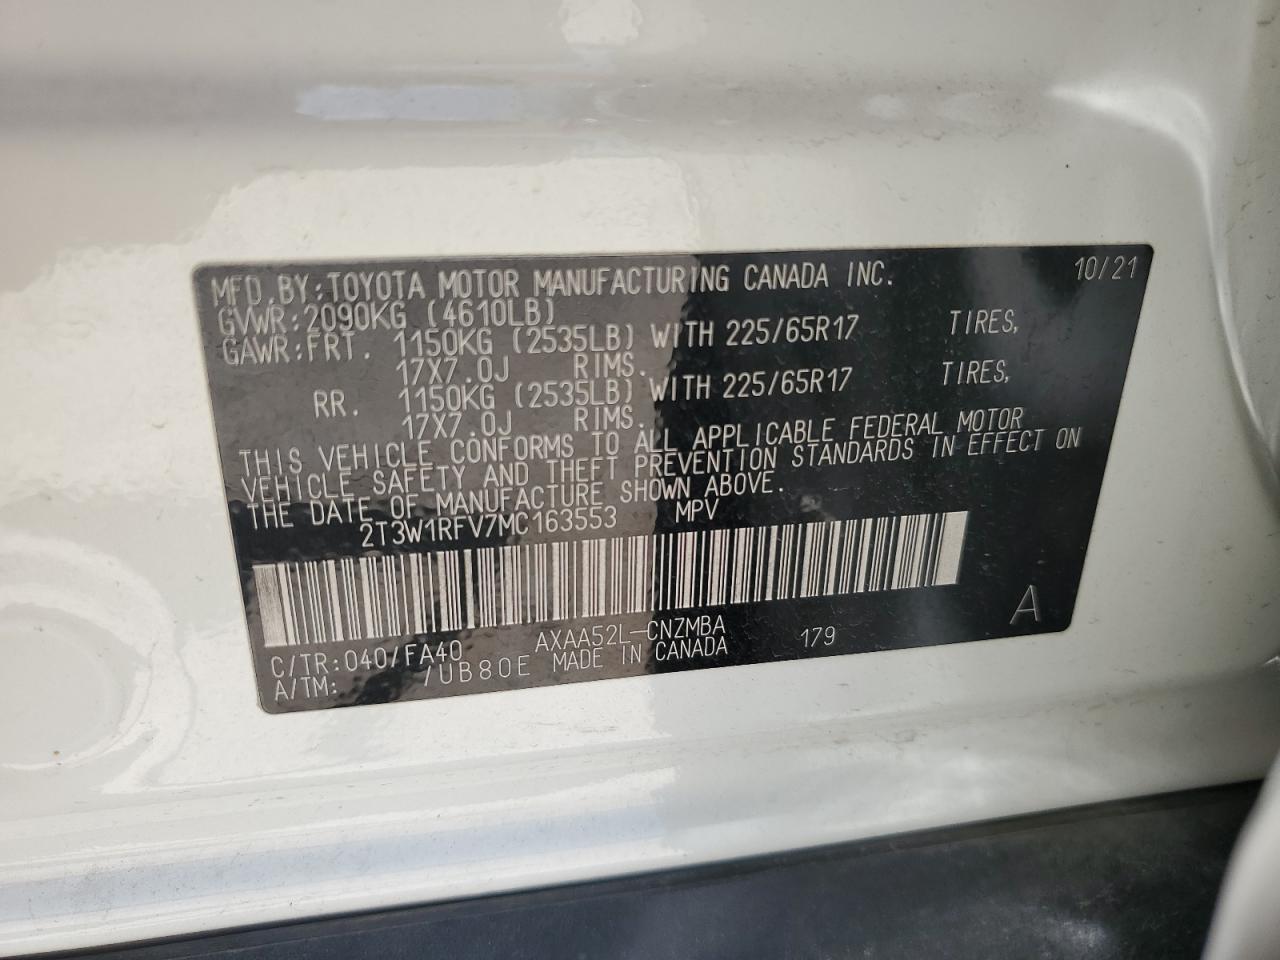 MFD.BY:TOYOTA MOTOR MANUFACTURING CANADA INC. 10/21
GVWR:2090KG (4610LB)
GAWR:FRT. 1150KG (2535LB) WITH 225/65R17 TIRES,
17X7.0J RIMS.
RR. 1150KG (2535LB) WITH 225/65R17 TIRES,
17X7.0J RIMS.
THIS VEHICLE CONFORMS TO ALL APPLICABLE FEDERAL MOTOR
VEHICLE SAFETY AND THEFT PREVENTION STANDARDS IN EFFECT ON
THE DATE OF MANUFACTURE SHOWN ABOVE.
2T3W1RFV7MC163553 MPV
C/TR:040/FA40 AXAA52L-CNZMBA 179 A
A/TM: /UB80E MADE IN CANADA